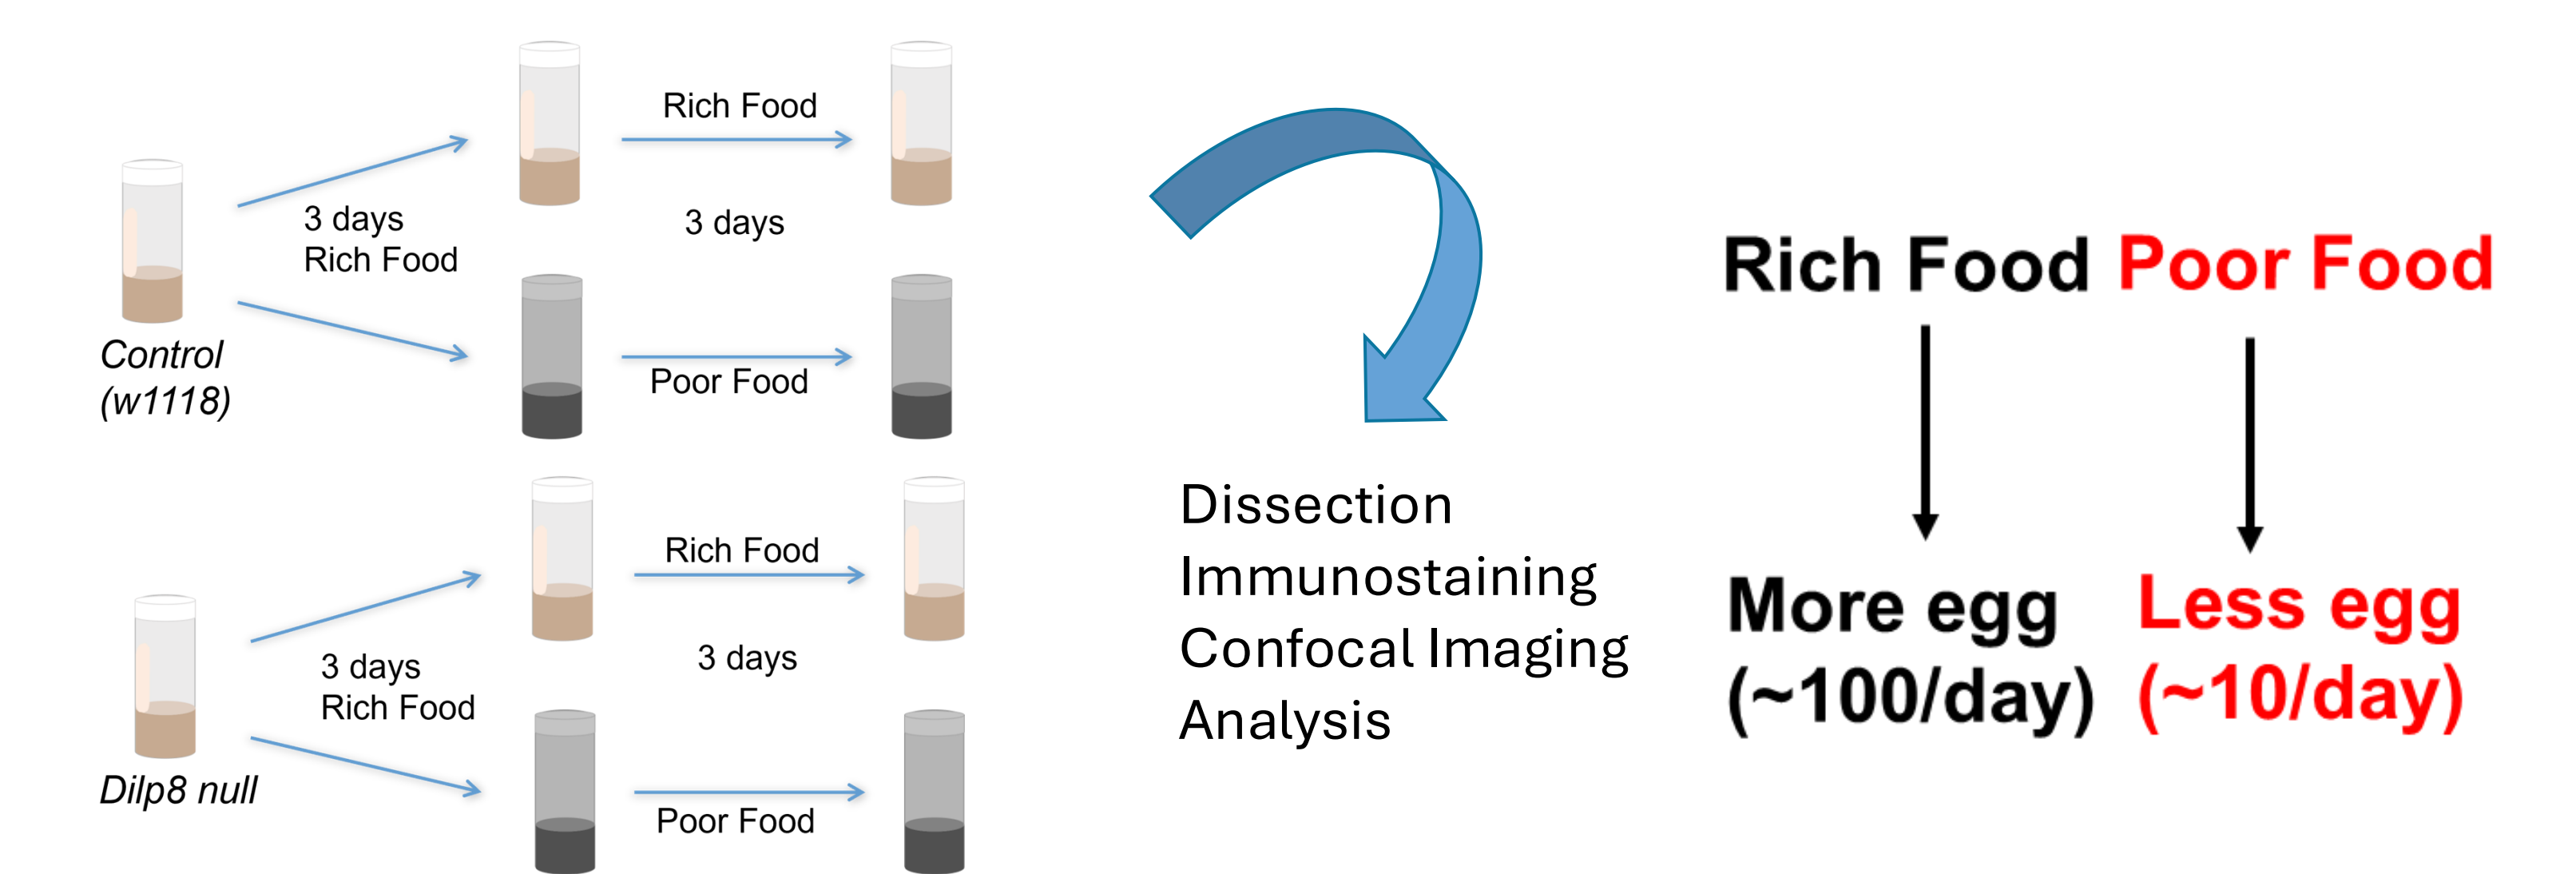 Rich Food
3 days
3 days
Rich Food
Control
(w1118)
Poor Food
Rich Food
3 days
3 days
Rich Food
Dilp8 null
Poor Food
Dissection
Immunostaining
Confocal Imaging
Analysis
Rich Food Poor Food
More egg
(~100/day)
Less egg
(~10/day)